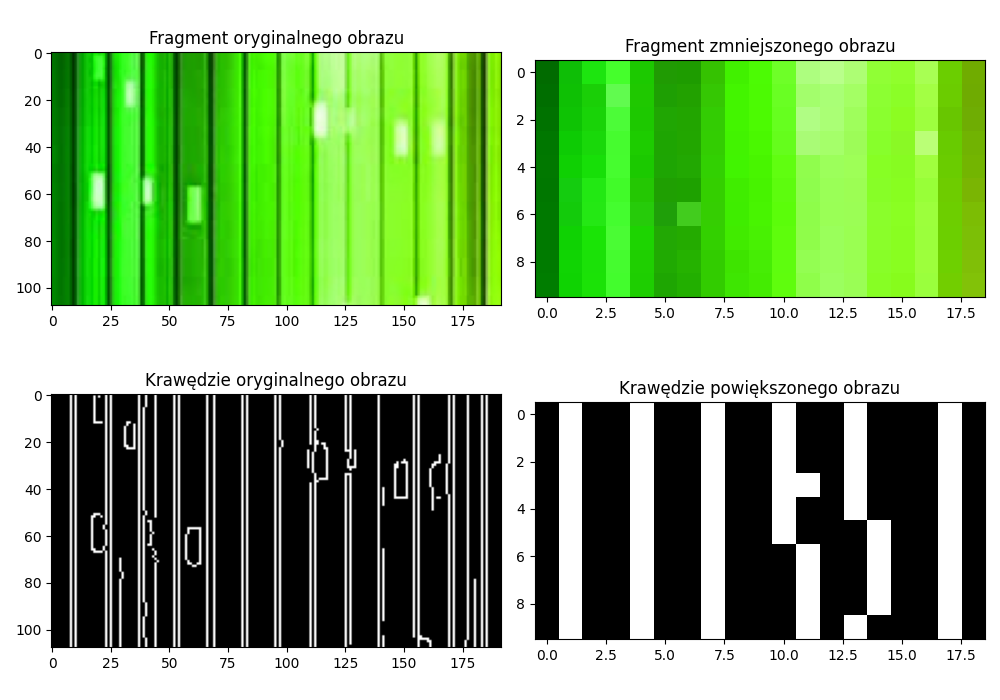 Fragment oryginalnego obrazu
0
20
40
60
80
100
0 25 50 75 100 125 150 175
Fragment zmniejszonego obrazu
0
2
4
6
8
0.0 2.5 5.0 7.5 10.0 12.5 15.0 17.5
Krawędzie oryginalnego obrazu
0
20
40
60
80
100
0 25 50 75 100 125 150 175
Krawędzie powiększonego obrazu
0
2
4
6
8
0.0 2.5 5.0 7.5 10.0 12.5 15.0 17.5